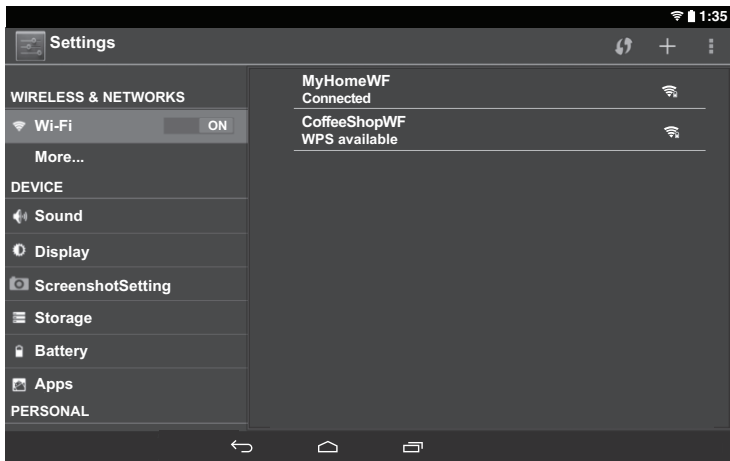 1:35
Settings
WIRELESS & NETWORKS
Wi-Fi ON
More...
DEVICE
Sound
Display
ScreenshotSetting
Storage
Battery
Apps
PERSONAL
MyHomeWF
Connected
CoffeeShopWF
WPS available